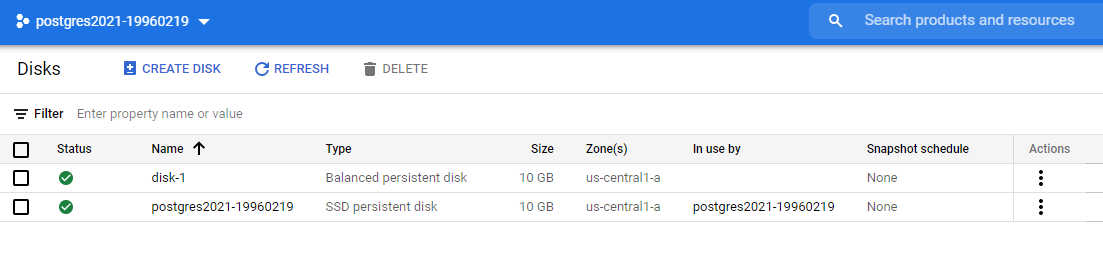 postgres2021-19960219 Search products and resources
Disks CREATE DISK REFRESH DELETE
Filter Enter property name or value
Status Name Type Size Zone(s) In use by Snapshot schedule Actions
disk-1 Balanced persistent disk 10 GB us-central1-a None
postgres2021-19960219 SSD persistent disk 10 GB us-central1-a postgres2021-19960219 None